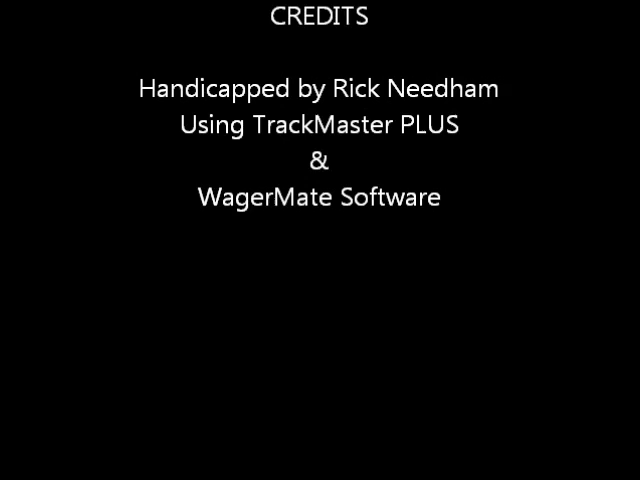 CREDITS
Handicapped by Rick Needham
Using TrackMaster PLUS
&
WagerMate Software